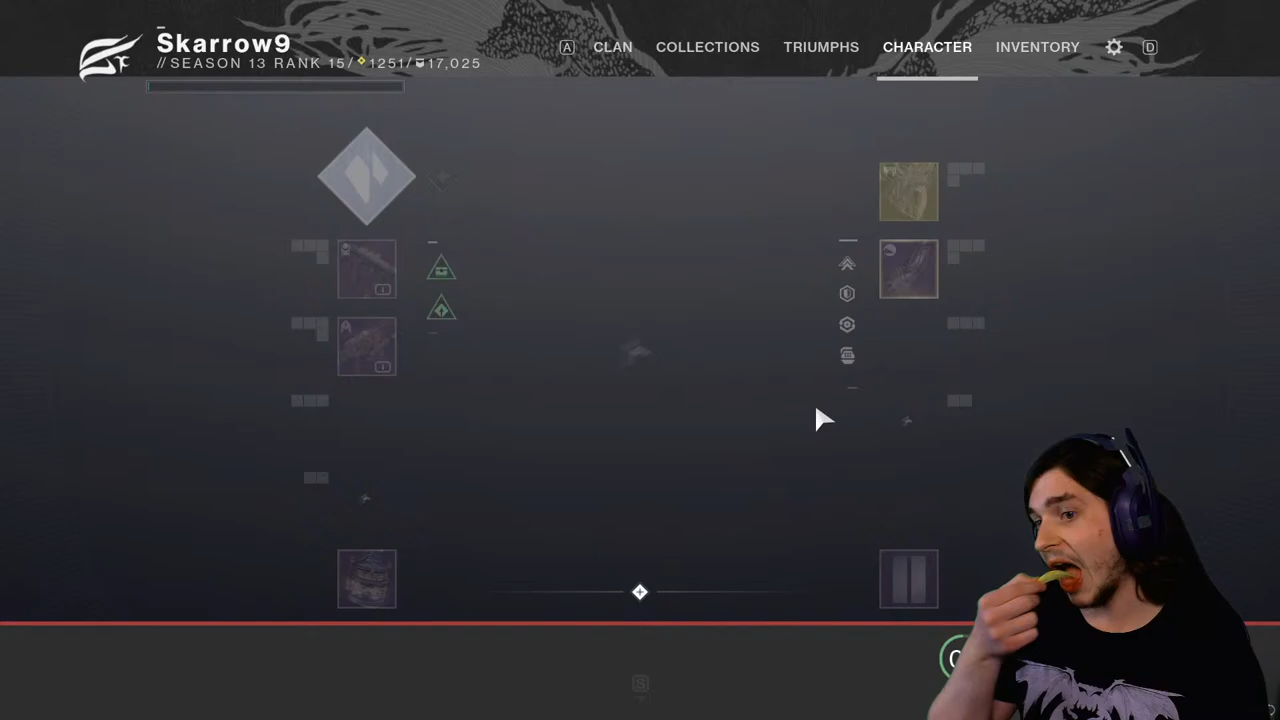 Skarrow9
// SEASON 13 RANK 15/ 1251/ 17,025
A CLAN COLLECTIONS TRIUMPHS CHARACTER INVENTORY D
S